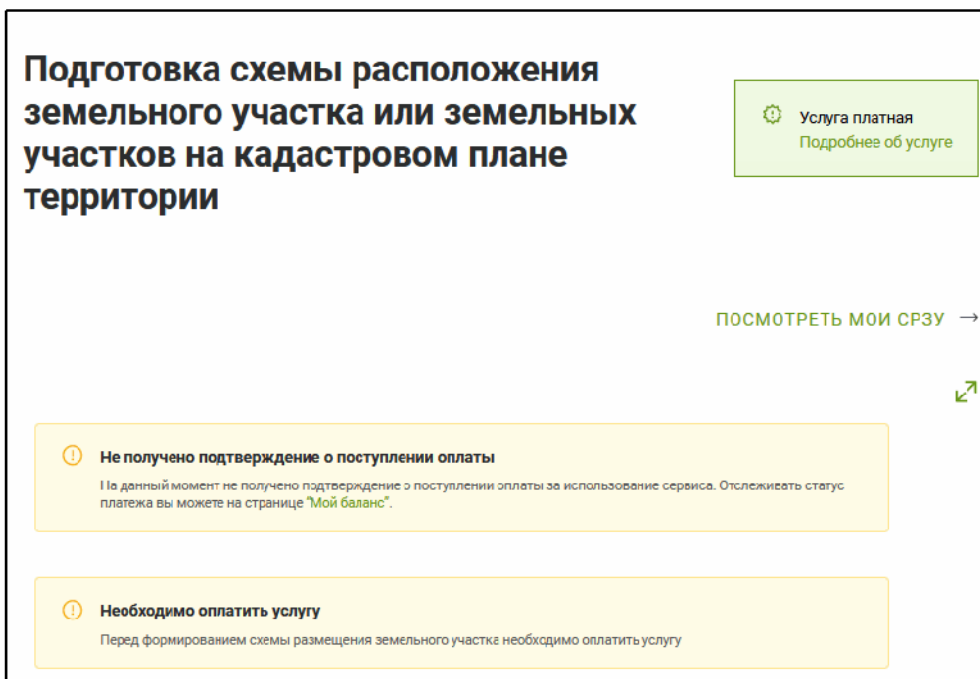 Подготовка схемы расположения
земельного участка или земельных
участков на кадастровом плане
территории
Услуга платная
Подробнее об услуге
ПОСМОТРЕТЬ МОИ СРЗУ →
Не получено подтверждение о поступлении оплаты
На данный момент не получено подтверждение о поступлении оплаты за использование сервиса. Отслеживать статус
платежа вы можете на странице "Мой баланс".
Необходимо оплатить услугу
Перед формированием схемы размещения земельного участка необходимо оплатить услугу